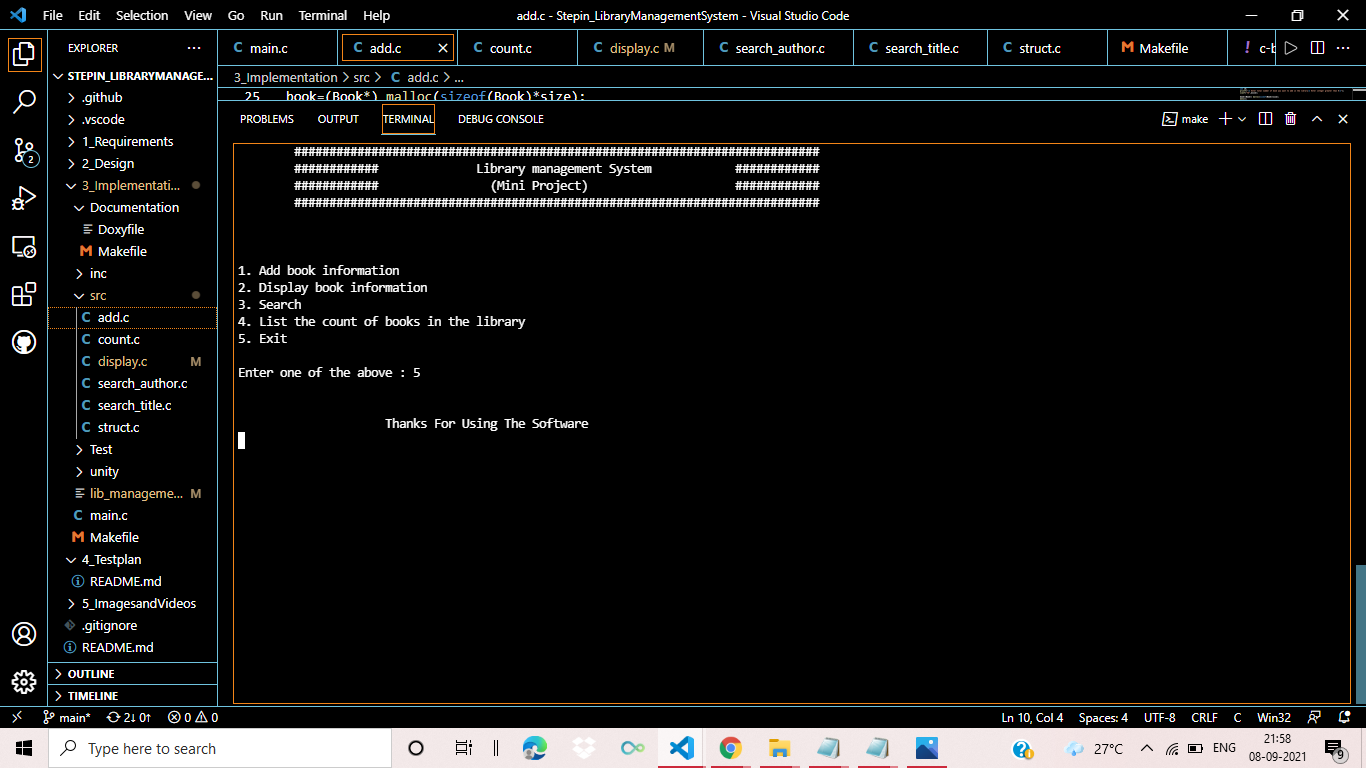 File Edit Selection View Go Run Terminal Help add.c - Stepin_LibraryManagementSystem - Visual Studio Code
EXPLORER
main.c add.c count.c display.c M search_author.c search_title.c struct.c Makefile ! c-b
STEPIN_LIBRARYMANAGE...
3_Implementation > src > C add.c > ...
25 book=(Book*) malloc(sizeof(Book)*size);
.github
.vscode
1_Requirements
2_Design
3_Implementati...
Documentation
Doxyfile
Makefile
inc
src
add.c
count.c
display.c M
search_author.c
search_title.c
struct.c
Test
unity
lib_manageme... M
main.c
Makefile
4_Testplan
README.md
5_ImagesandVideos
.gitignore
README.md
OUTLINE
TIMELINE
2
PROBLEMS OUTPUT TERMINAL DEBUG CONSOLE make
###########################################################################
############ Library management System ############
############ (Mini Project) ############
###########################################################################
1. Add book information
2. Display book information
3. Search
4. List the count of books in the library
5. Exit
Enter one of the above : 5
Thanks For Using The Software
main* 2↓ 0↑ 0 0 Ln 10, Col 4 Spaces: 4 UTF-8 CRLF C Win32
Type here to search
27°C ENG
21:58
08-09-2021
9